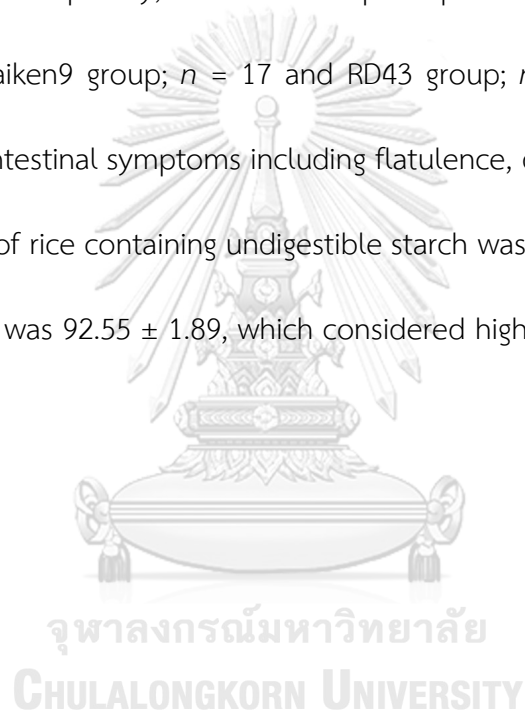 aiken9 group; n = 17 and RD43 group;
ntestinal symptoms including flatulence,
of rice containing undigestible starch was
was 92.55 ± 1.89, which considered high
จุฬาลงกรณ์มหาวิทยาลัย
CHULALONGKORN UNIVERSITY